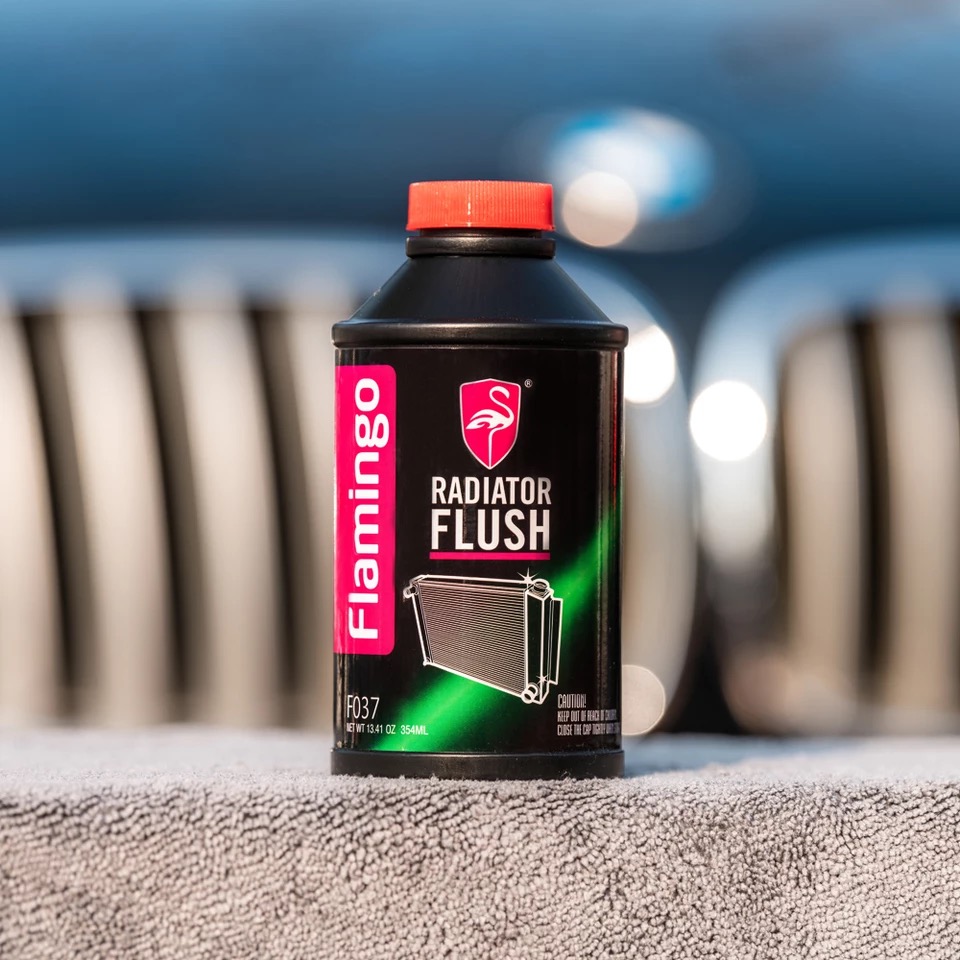 Flamingo
®
RADIATOR
FLUSH
F037
NET WT 13.41 OZ 354ML
CAUTION!
KEEP OUT OF REACH OF
CLOSE THE CAP TIGHTLY